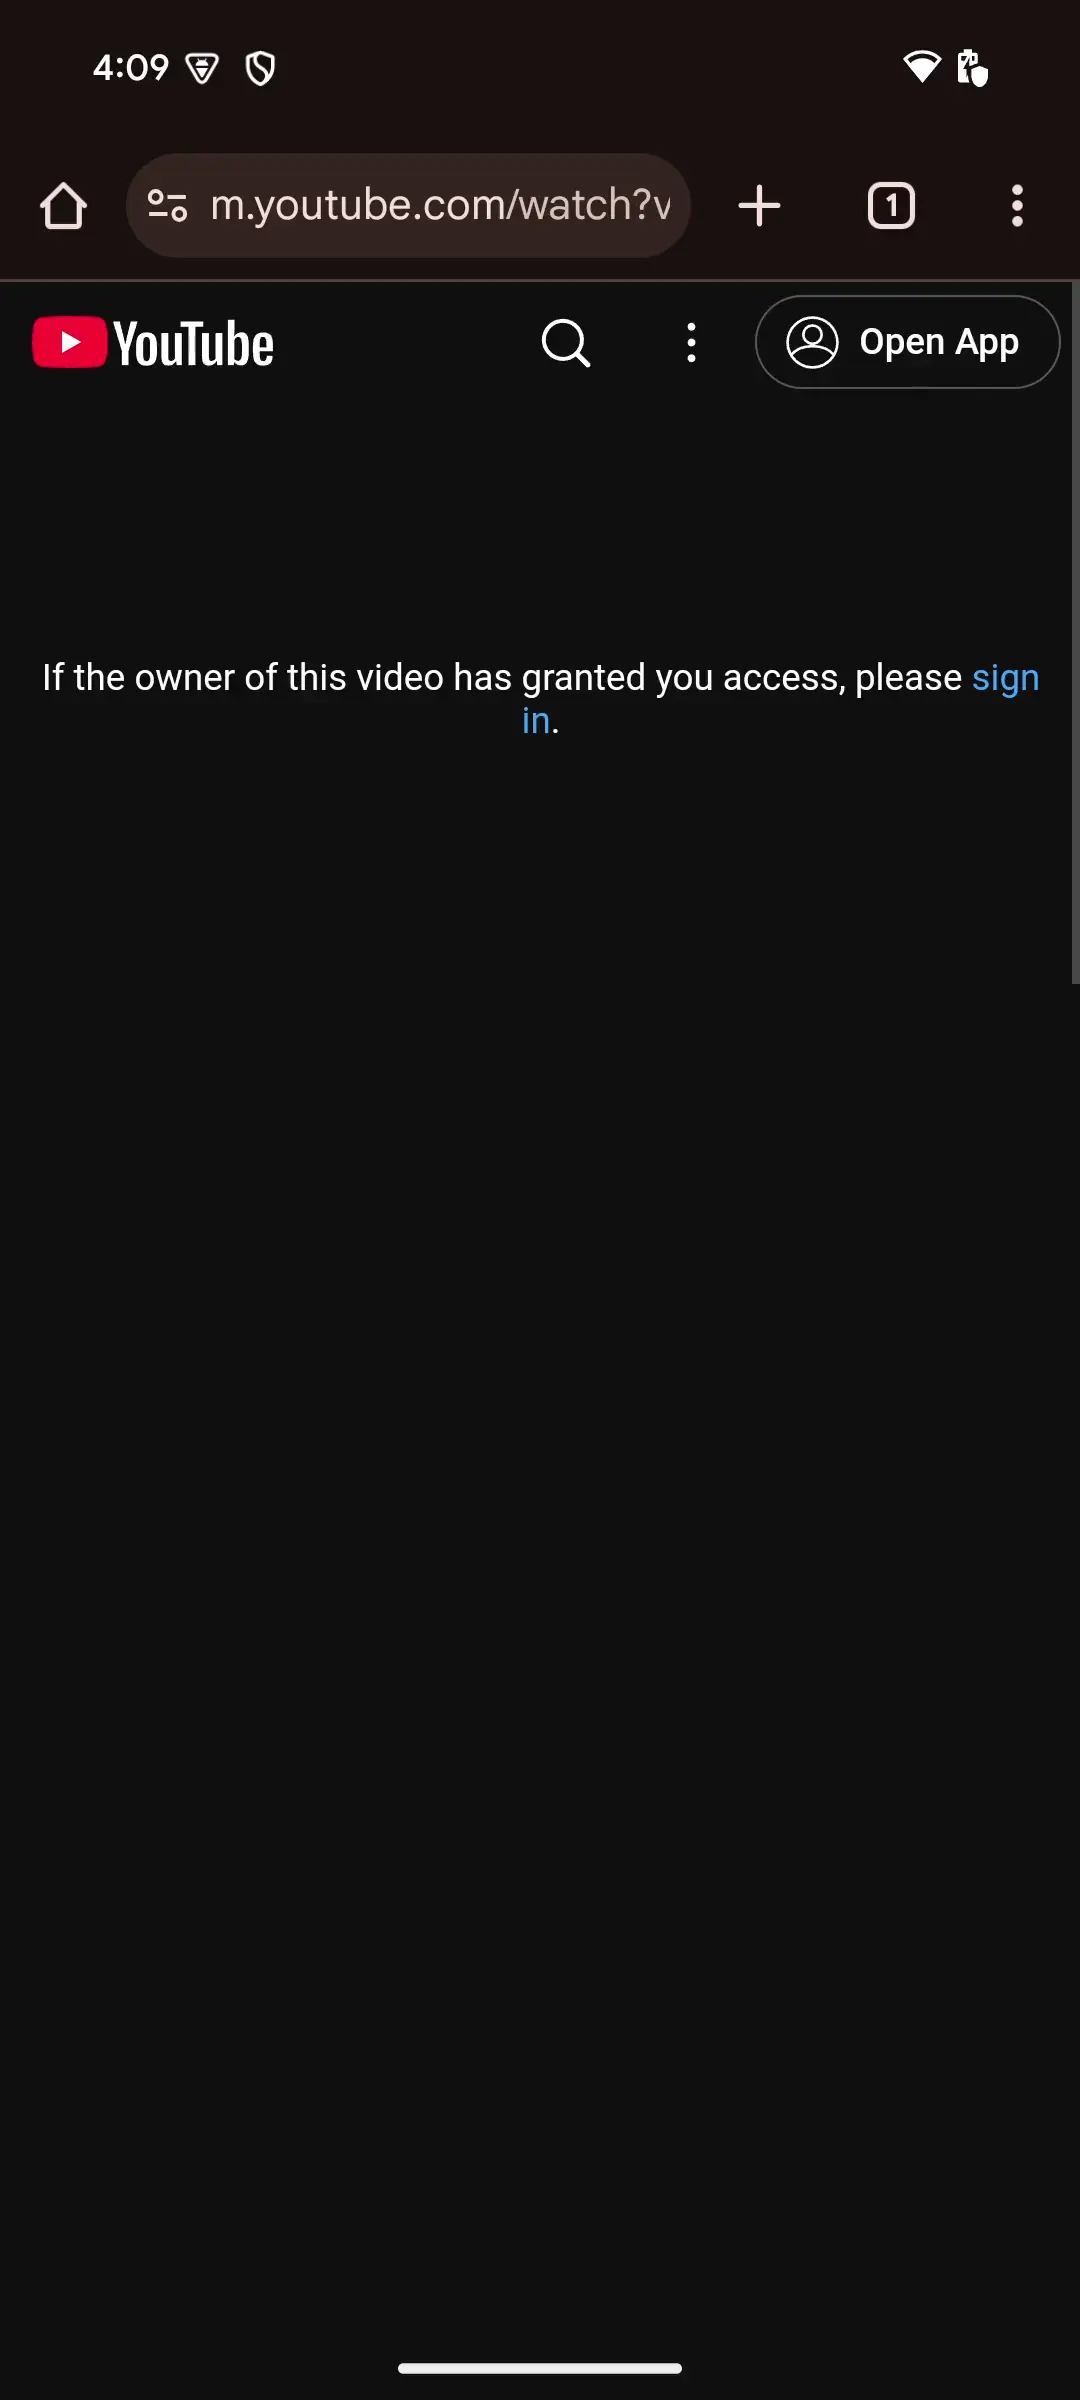 4:09
m.youtube.com/watch?v
1
YouTube
Open App
If the owner of this video has granted you access, please sign
in.